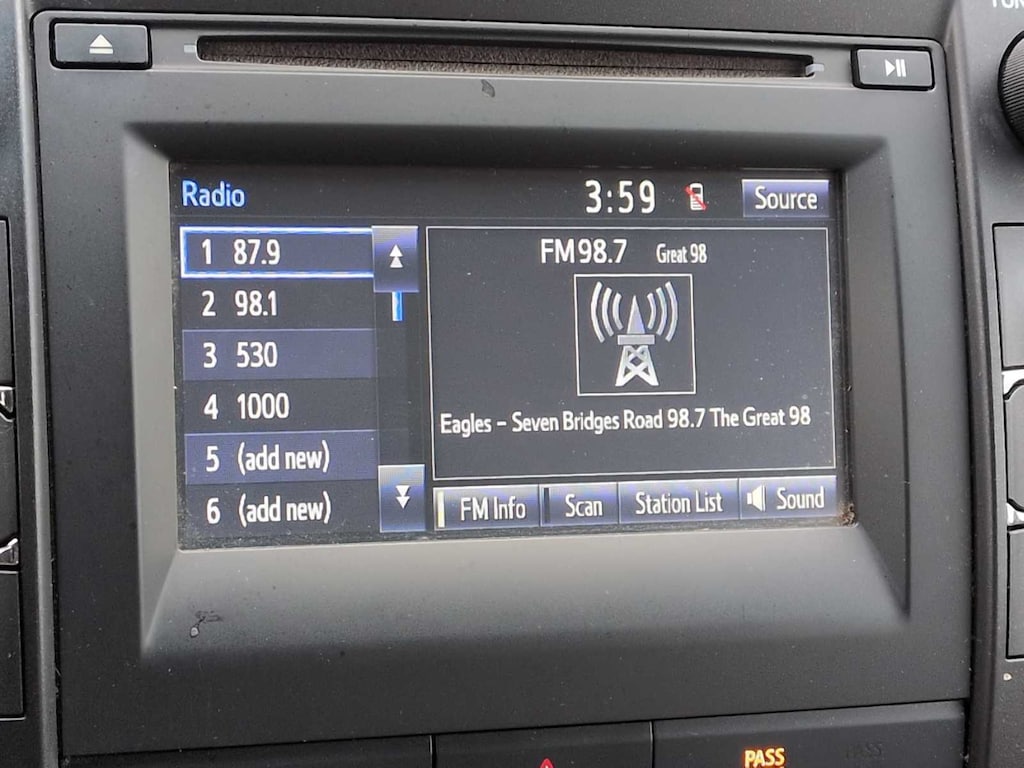 Radio
3:59
Source
1 87.9
2 98.1
3 530
4 1000
5 (add new)
6 (add new)
FM98.7 Great 98
Eagles - Seven Bridges Road 98.7 The Great 98
FM Info
Scan
Station List
Sound
PASS
PASS